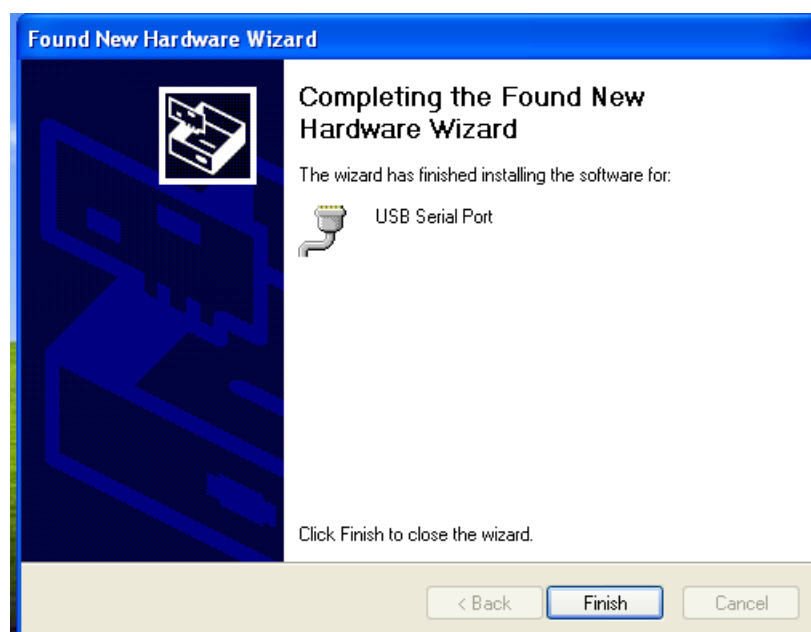 Found New Hardware Wizard
Completing the Found New
Hardware Wizard
The wizard has finished installing the software for:
USB Serial Port
Click Finish to close the wizard.
< Back Finish Cancel